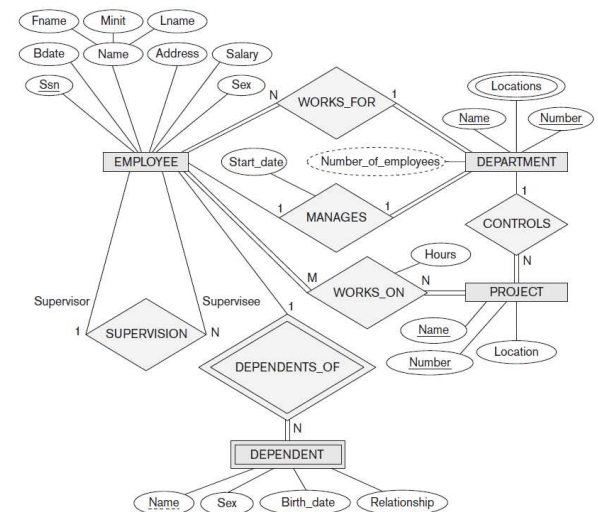 Fname Minit Lname
Bdate Name Address Salary
Ssn Sex
N WORKS_FOR 1
Locations
Name Number
EMPLOYEE
Start_date
Number_of_employees
DEPARTMENT
1 MANAGES 1
1
CONTROLS
N
Hours
M WORKS_ON N
PROJECT
Name
Number
Location
Supervisor Supervisee
1 SUPERVISION N
1
DEPENDENTS_OF
N
DEPENDENT
Name Sex Birth_date Relationship